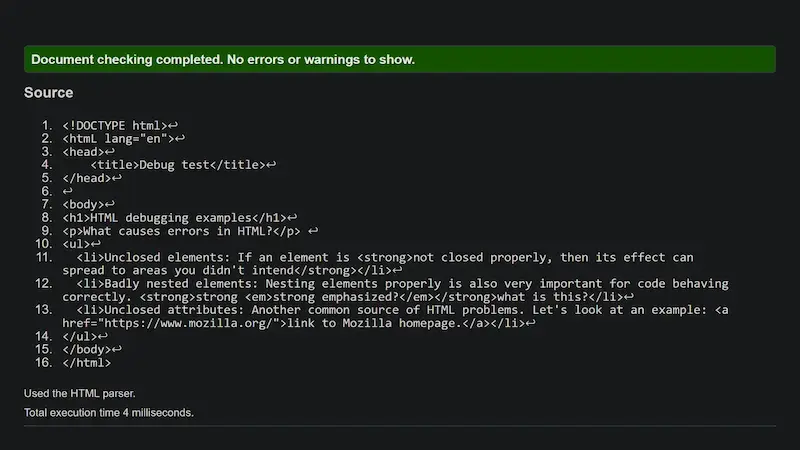 Document checking completed. No errors or warnings to show.
Source
1. <!DOCTYPE html>↩
2. <htmL lang="en">↩
3. <head>↩
4.     <title>Debug test</title>↩
5. </head>↩
6. ↩
7. <body>↩
8. <h1>HTML debugging examples</h1>↩
9. <p>What causes errors in HTML?</p> ↩
10. <ul>↩
11.   <li>Unclosed elements: If an element is <strong>not closed properly, then its effect can
spread to areas you didn't intend</strong></li>↩
12.   <li>Badly nested elements: Nesting elements properly is also very important for code behaving
correctly. <strong>strong <em>strong emphasized?</em></strong>what is this?</li>↩
13.   <li>Unclosed attributes: Another common source of HTML problems. Let's look at an example: <a
href="https://www.mozilla.org/">link to Mozilla homepage.</a></li>↩
14. </ul>↩
15. </body>↩
16. </html>
Used the HTML parser.
Total execution time 4 milliseconds.